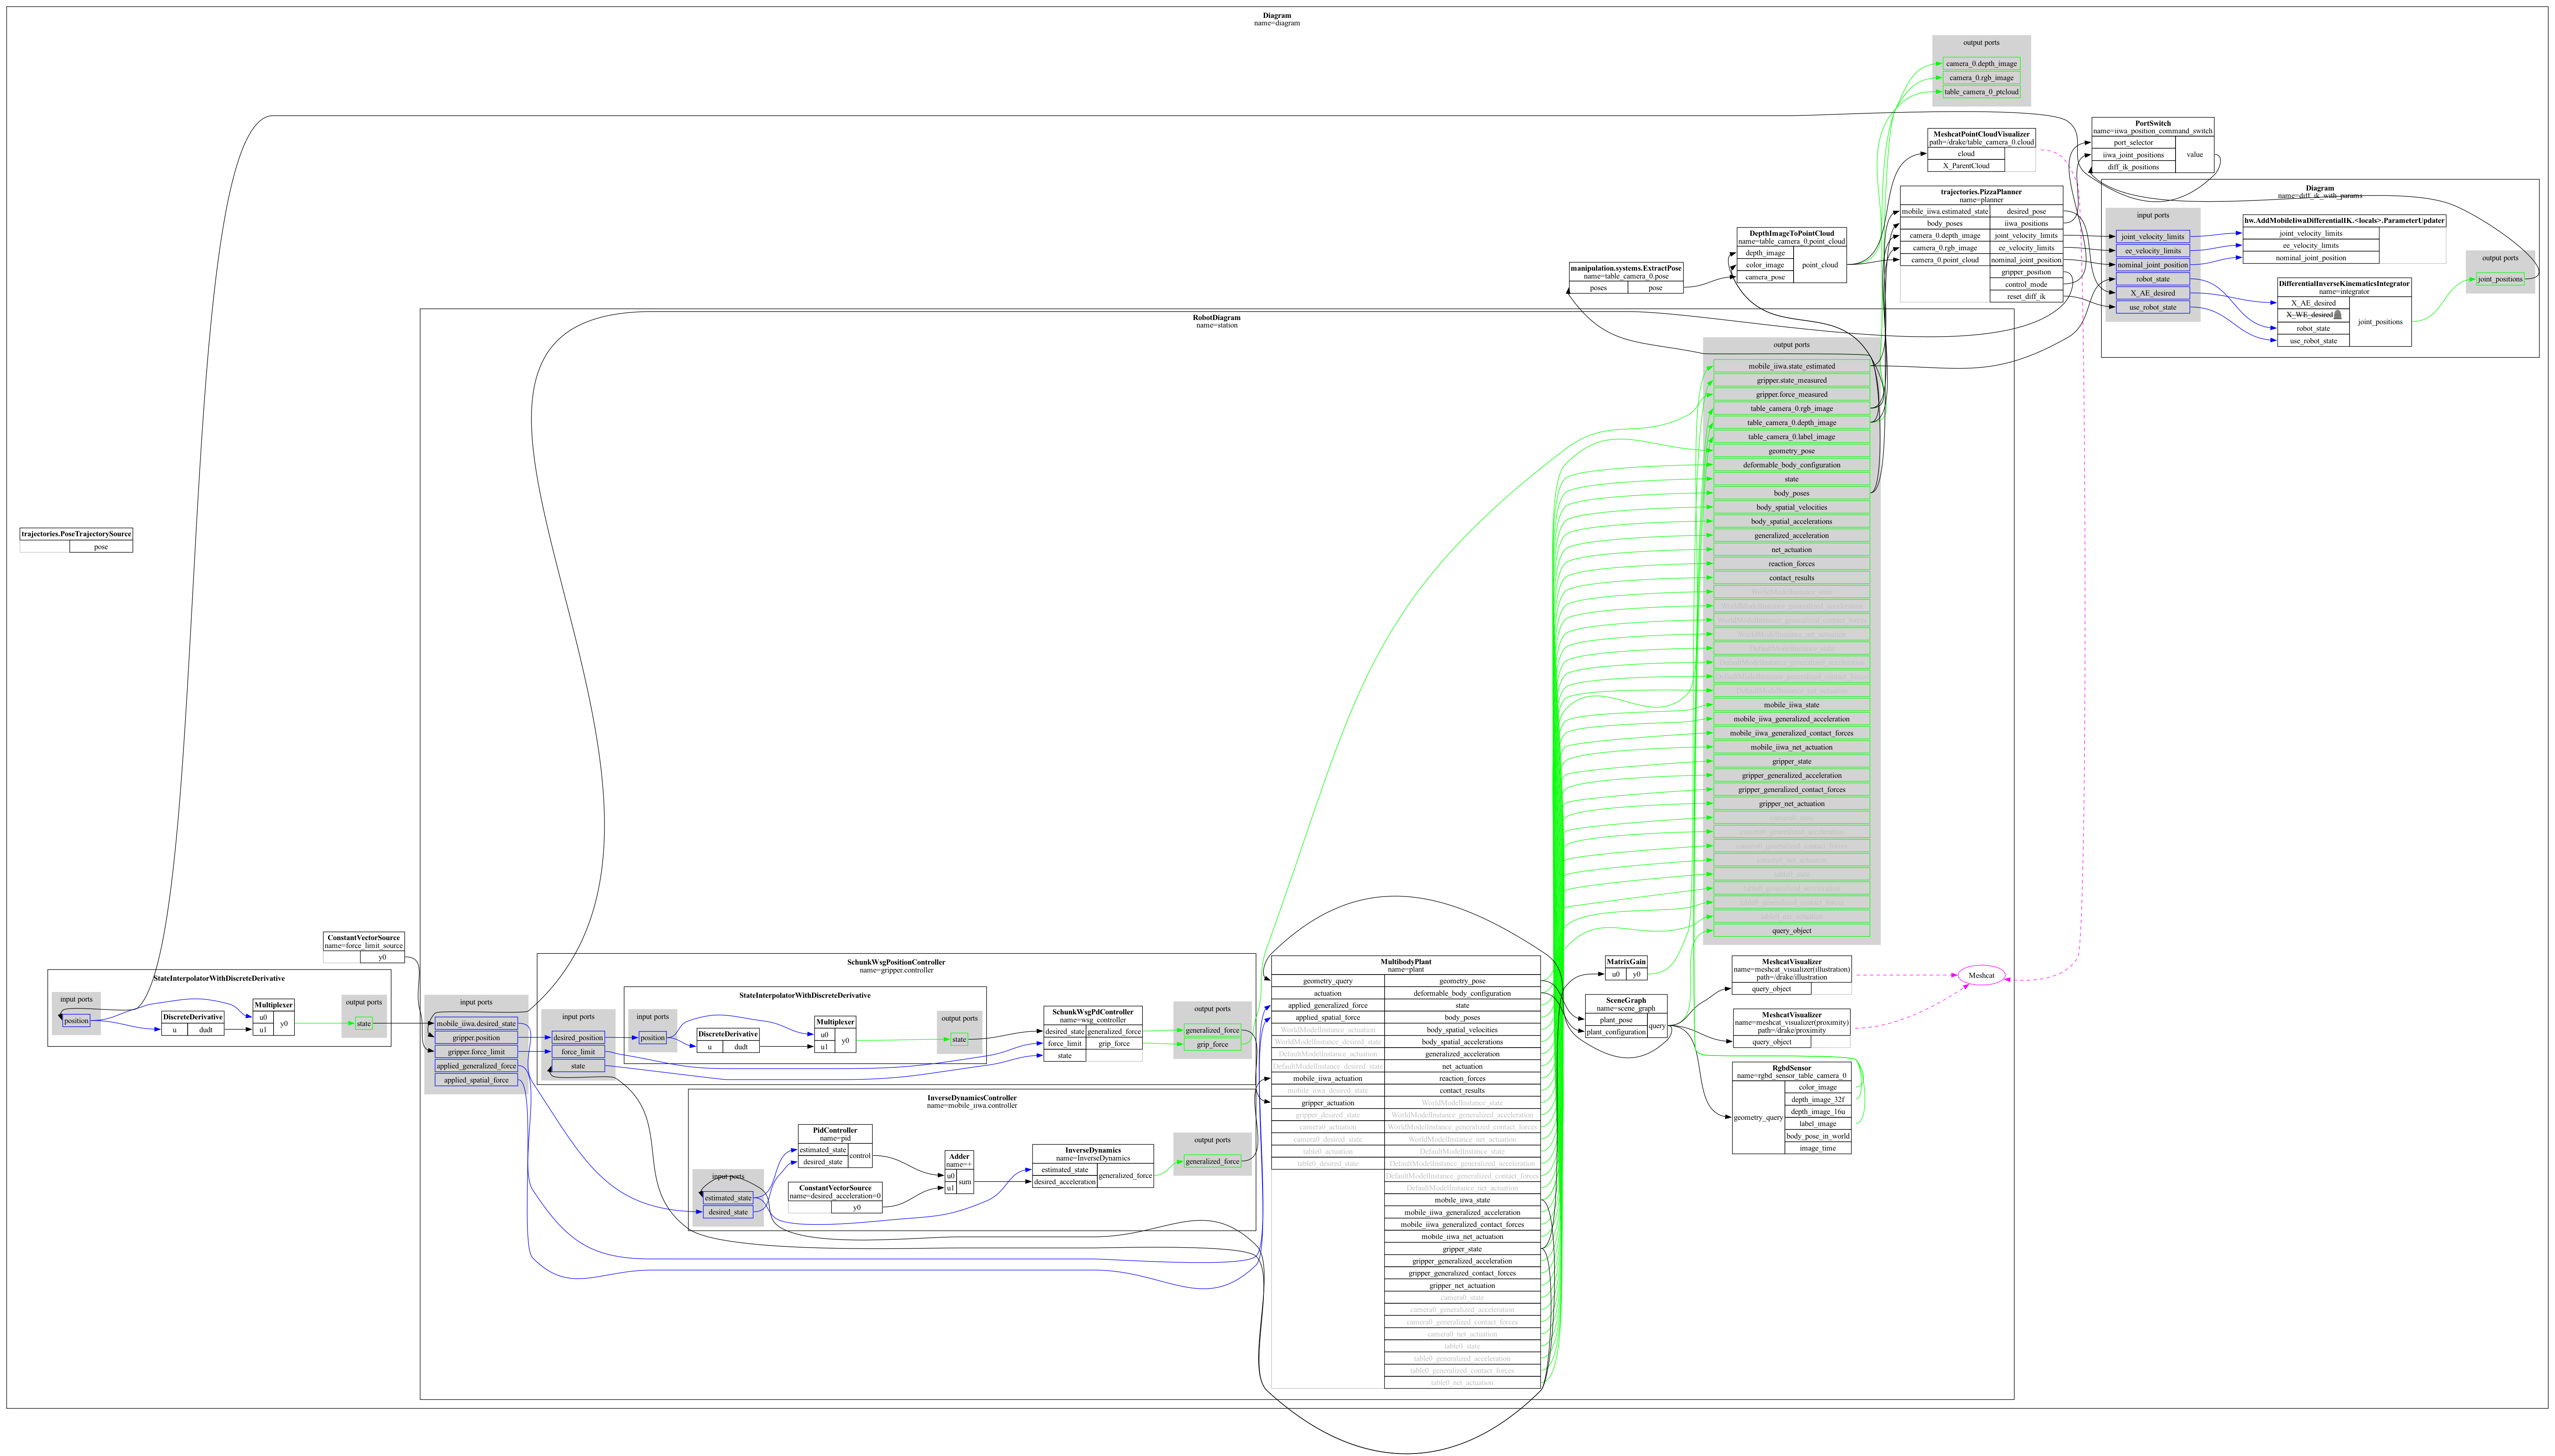 Diagram
name=diagram
output ports
camera_0.depth_image
camera_0.rgb_image
table_camera_0_ptcloud
MeshcatPointCloudVisualizer
path=/drake/table_camera_0.cloud
cloud
X_ParentCloud
PortSwitch
name=iiwa_position_command_switch
port_selector
iiwa_joint_positions
diff_ik_positions
value
trajectories.PizzaPlanner
name=planner
mobile_iiwa.estimated_state
body_poses
camera_0.depth_image
camera_0.rgb_image
camera_0.point_cloud
desired_pose
iiwa_positions
joint_velocity_limits
ee_velocity_limits
nominal_joint_position
gripper_position
control_mode
reset_diff_ik
Diagram
name=diff_ik_with_params
input ports
joint_velocity_limits
ee_velocity_limits
nominal_joint_position
robot_state
X_AE_desired
use_robot_state
hw.AddMobileIiwaDifferentialIK.<locals>.ParameterUpdater
joint_velocity_limits
ee_velocity_limits
nominal_joint_position
DifferentialInverseKinematicsIntegrator
name=integrator
X_AE_desired
X_WE_desired
robot_state
use_robot_state
joint_positions
output ports
joint_positions
DepthImageToPointCloud
name=table_camera_0.point_cloud
depth_image
color_image
camera_pose
point_cloud
manipulation.systems.ExtractPose
name=table_camera_0.pose
poses
pose
RobotDiagram
name=station
output ports
mobile_iiwa.state_estimated
gripper.state_measured
gripper.force_measured
table_camera_0.rgb_image
table_camera_0.depth_image
table_camera_0.label_image
geometry_pose
deformable_body_configuration
state
body_poses
body_spatial_velocities
body_spatial_accelerations
generalized_acceleration
net_actuation
reaction_forces
contact_results
WorldModelInstance_state
WorldModelInstance_generalized_acceleration
WorldModelInstance_generalized_contact_forces
WorldModelInstance_net_actuation
DefaultModelInstance_state
DefaultModelInstance_generalized_acceleration
DefaultModelInstance_generalized_contact_forces
DefaultModelInstance_net_actuation
mobile_iiwa_state
mobile_iiwa_generalized_acceleration
mobile_iiwa_generalized_contact_forces
mobile_iiwa_net_actuation
gripper_state
gripper_generalized_acceleration
gripper_generalized_contact_forces
gripper_net_actuation
camera0_state
camera0_generalized_acceleration
camera0_generalized_contact_forces
camera0_net_actuation
table0_state
table0_generalized_acceleration
table0_generalized_contact_forces
table0_net_actuation
query_object
trajectories.PoseTrajectorySource
pose
ConstantVectorSource
name=force_limit_source
y0
StateInterpolatorWithDiscreteDerivative
input ports
position
DiscreteDerivative
u
dudt
Multiplexer
u0
u1
y0
output ports
state
input ports
mobile_iiwa.desired_state
gripper.position
gripper.force_limit
applied_generalized_force
applied_spatial_force
SchunkWsgPositionController
name=gripper.controller
input ports
desired_position
force_limit
state
StateInterpolatorWithDiscreteDerivative
input ports
position
DiscreteDerivative
u
dudt
Multiplexer
u0
u1
y0
output ports
state
SchunkWsgPdController
name=wsg_controller
desired_state
force_limit
state
generalized_force
grip_force
output ports
generalized_force
grip_force
InverseDynamicsController
name=mobile_iiwa.controller
input ports
estimated_state
desired_state
PidController
name=pid
estimated_state
desired_state
control
ConstantVectorSource
name=desired_acceleration=0
y0
Adder
name=+
u0
u1
sum
InverseDynamics
name=InverseDynamics
estimated_state
desired_acceleration
generalized_force
output ports
generalized_force
MultibodyPlant
name=plant
geometry_query
actuation
applied_generalized_force
applied_spatial_force
WorldModelInstance_actuation
WorldModelInstance_desired_state
DefaultModelInstance_actuation
DefaultModelInstance_desired_state
mobile_iiwa_actuation
mobile_iiwa_desired_state
gripper_actuation
gripper_desired_state
camera0_actuation
camera0_desired_state
table0_actuation
table0_desired_state
geometry_pose
deformable_body_configuration
state
body_poses
body_spatial_velocities
body_spatial_accelerations
generalized_acceleration
net_actuation
reaction_forces
contact_results
WorldModelInstance_state
WorldModelInstance_generalized_acceleration
WorldModelInstance_generalized_contact_forces
WorldModelInstance_net_actuation
DefaultModelInstance_state
DefaultModelInstance_generalized_acceleration
DefaultModelInstance_generalized_contact_forces
DefaultModelInstance_net_actuation
mobile_iiwa_state
mobile_iiwa_generalized_acceleration
mobile_iiwa_generalized_contact_forces
mobile_iiwa_net_actuation
gripper_state
gripper_generalized_acceleration
gripper_generalized_contact_forces
gripper_net_actuation
camera0_state
camera0_generalized_acceleration
camera0_generalized_contact_forces
camera0_net_actuation
table0_state
table0_generalized_acceleration
table0_generalized_contact_forces
table0_net_actuation
MatrixGain
u0
y0
SceneGraph
name=scene_graph
plant_pose
plant_configuration
query
MeshcatVisualizer
name=meshcat_visualizer(illustration)
path=/drake/illustration
query_object
MeshcatVisualizer
name=meshcat_visualizer(proximity)
path=/drake/proximity
query_object
RgbdSensor
name=rgbd_sensor_table_camera_0
geometry_query
color_image
depth_image_32f
depth_image_16u
label_image
body_pose_in_world
image_time
Meshcat